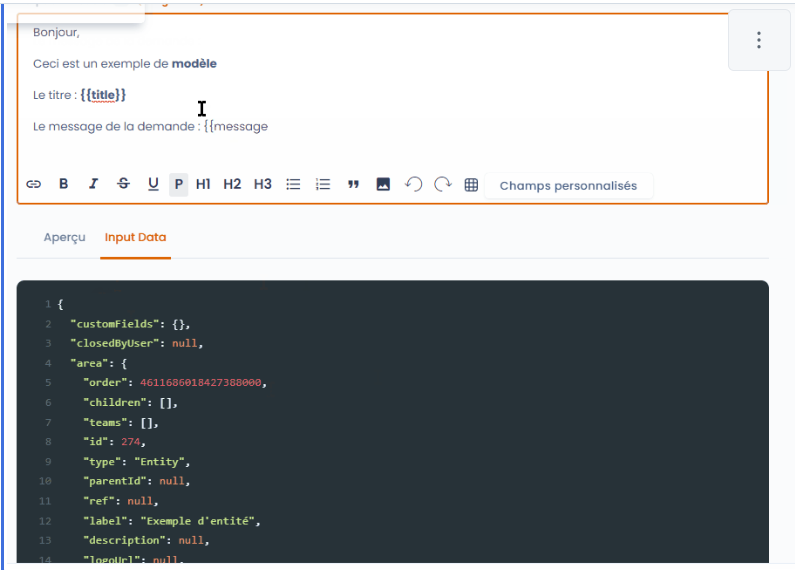 Bonjour,
Ceci est un exemple de modèle
Le titre : {{title}}
Le message de la demande : {{message
B I S U P H1 H2 H3 Champs personnalisés
Aperçu Input Data
1 {
2 "customFields": {},
3 "closedByUser": null,
4 "area": {
5 "order": 4611686018427388000,
6 "children": [],
7 "teams": [],
8 "id": 274,
9 "type": "Entity",
10 "parentId": null,
11 "ref": null,
12 "label": "Exemple d'entité",
13 "description": null,
14 "logoUrl": null,